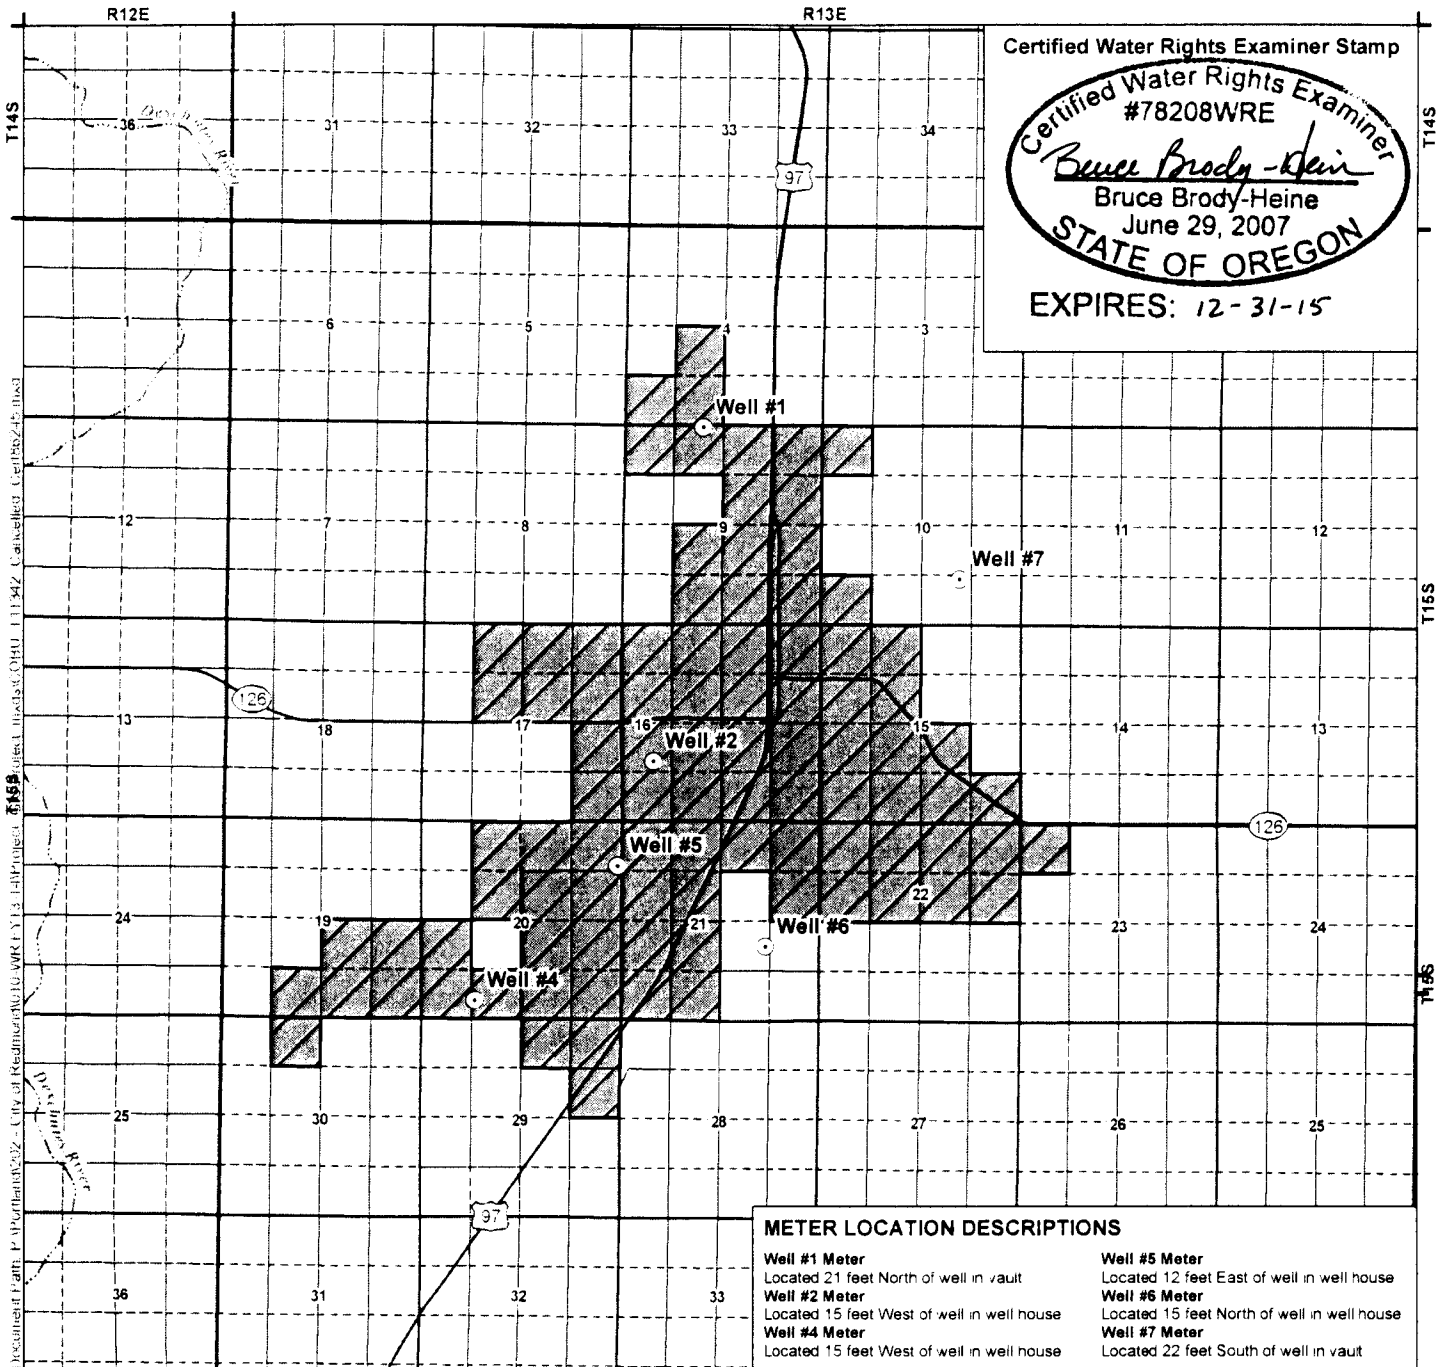 R12E
R13E
T14S
T14S
Certified Water Rights Examiner Stamp
Certified Water Rights Examiner
#78208WRE
Bruce Brody-Heine
Bruce Brody-Heine
June 29, 2007
STATE OF OREGON
EXPIRES: 12-31-15
36
31
32
33
34
Deschutes River
97
1
6
5
4
3
Well #1
12
7
8
9
10
11
12
Well #7
T15S
126
13
18
17
16
15
14
13
Well #2
T15S
126
Well #5
22
24
19
20
21
23
24
Well #6
Well #4
T15S
Deschutes River
25
30
29
28
27
26
25
97
36
31
32
33
METER LOCATION DESCRIPTIONS
Well #1 Meter
Located 21 feet North of well in vault
Well #2 Meter
Located 15 feet West of well in well house
Well #4 Meter
Located 15 feet West of well in well house
Well #5 Meter
Located 12 feet East of well in well house
Well #6 Meter
Located 15 feet North of well in well house
Well #7 Meter
Located 22 feet South of well in vault